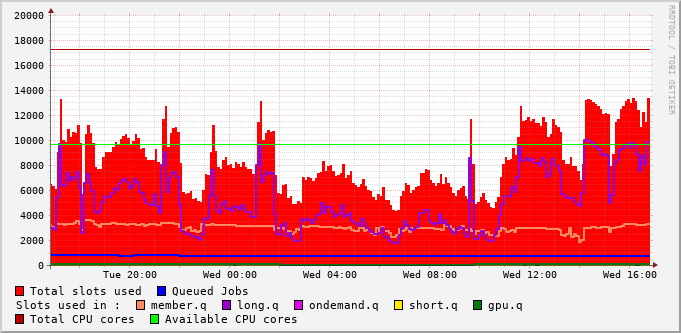 RRDTOOL / TOBI OETIKER
20000
18000
16000
14000
12000
10000
8000
6000
4000
2000
0
Tue 20:00 Wed 00:00 Wed 04:00 Wed 08:00 Wed 12:00 Wed 16:00
Total slots used Queued Jobs
Slots used in : member.q long.q ondemand.q short.q gpu.q
Total CPU cores Available CPU cores